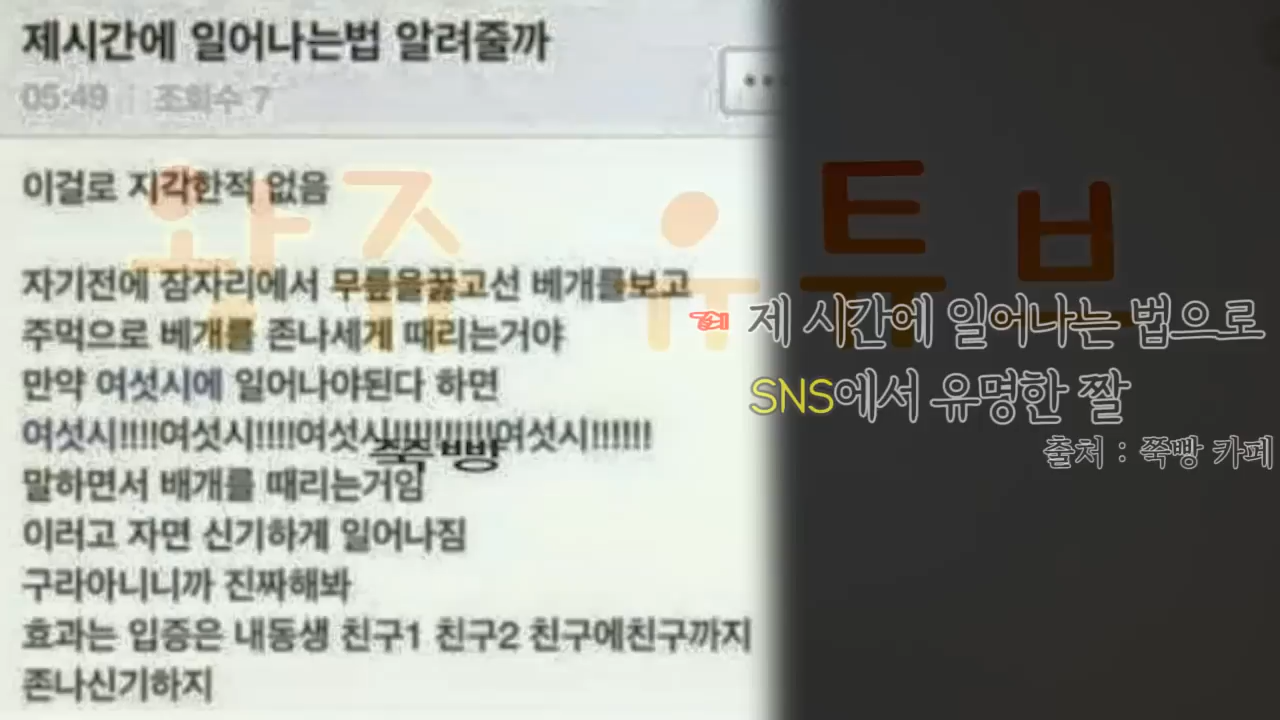 제시간에 일어나는법 알려줄까
05:49 조회수 7
이걸로 지각한적 없음
자기전에 잠자리에서 무릎을꿇고선 베개를보고
주먹으로 베개를 존나세게 때리는거야
만약 여섯시에 일어나야된다 하면
여섯시!!!!여섯시!!!!여섯시!!!!!!!!!!!여섯시!!!!!!
말하면서 배개를 때리는거임
이러고 자면 신기하게 일어나짐
구라아니니까 진짜해봐
효과는 입증은 내동생 친구1 친구2 친구에친구까지
존나신기하지
쭉빵
유튜브
제 시간에 일어나는 법으로
SNS에서 유명한 짤
출처 : 쭉빵 카페